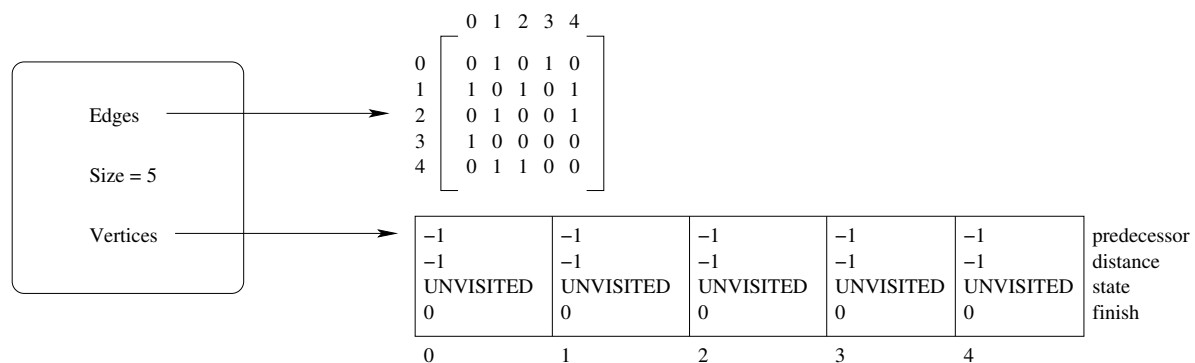 0 1 2 3 4
0 0 1 0 1 0
1 1 0 1 0 1
2 0 1 0 0 1
3 1 0 0 0 0
4 0 1 1 0 0
Edges
Size = 5
Vertices
−1 −1 −1 −1 −1 predecessor
−1 −1 −1 −1 −1 distance
UNVISITED UNVISITED UNVISITED UNVISITED UNVISITED state
0 0 0 0 0 finish
0 1 2 3 4